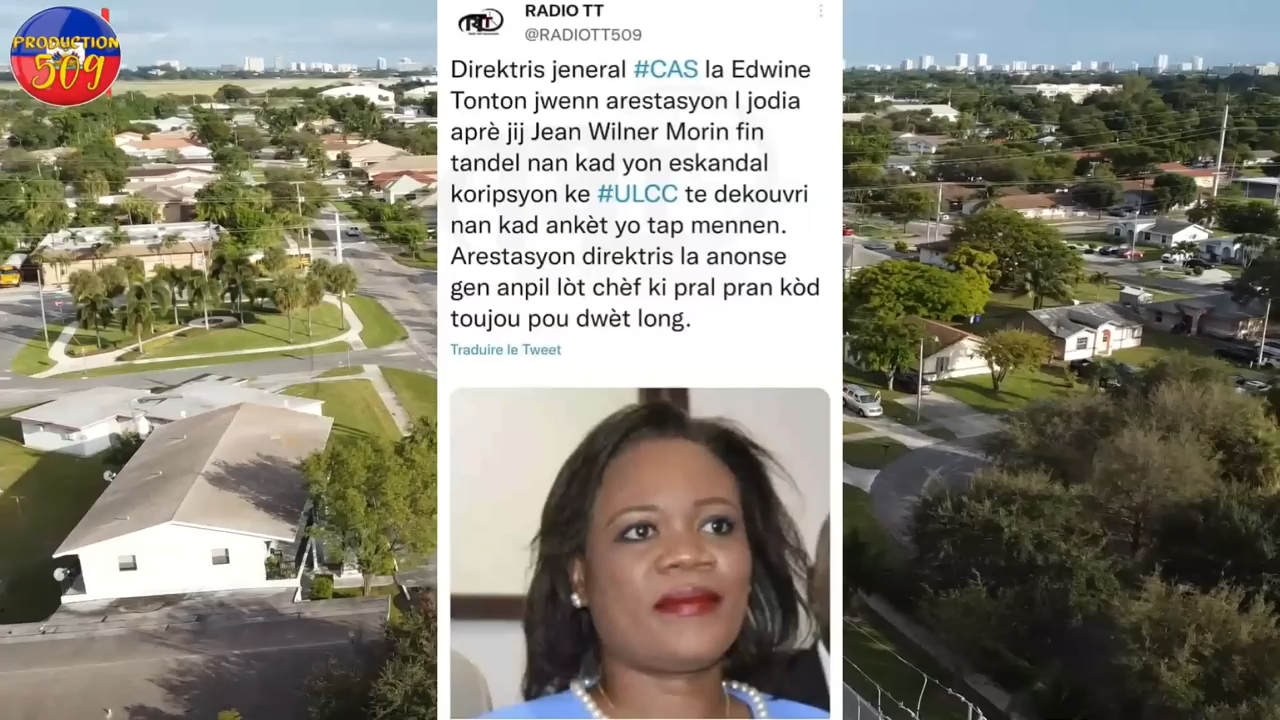 PRODUCTION
509
RADIO TT
@RADIOTT509
Direktris jeneral #CAS la Edwine
Tonton jwenn arestasyon l jodia
aprè jij Jean Wilner Morin fin
tandel nan kad yon eskandal
koripsyon ke #ULCC te dekouvri
nan kad ankèt yo tap mennen.
Arestasyon direktris la anonse
gen anpil lòt chèf ki pral pran kòd
toujou pou dwèt long.
Traduire le Tweet